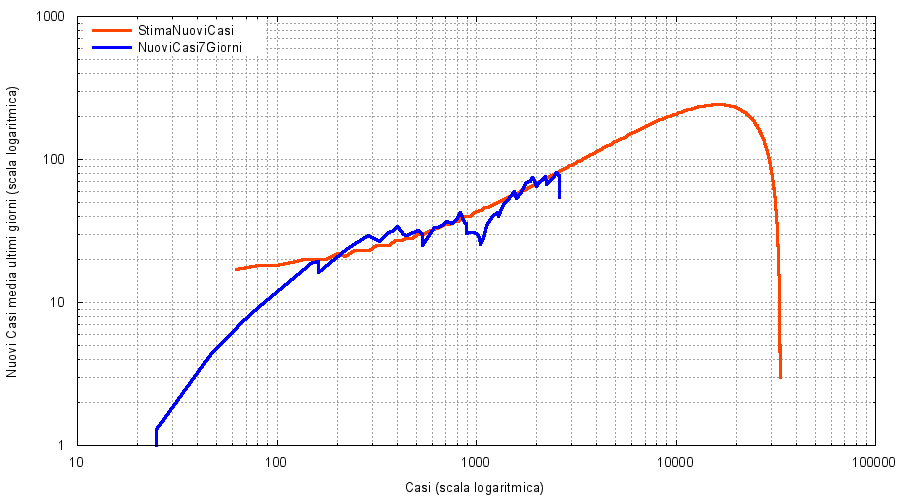 1000
StimaNuoviCasi
NuoviCasi7Giorni
100
10
1
10 100 1000 10000 100000
Nuovi Casi media ultimi giorni (scala logaritmica)
Casi (scala logaritmica)